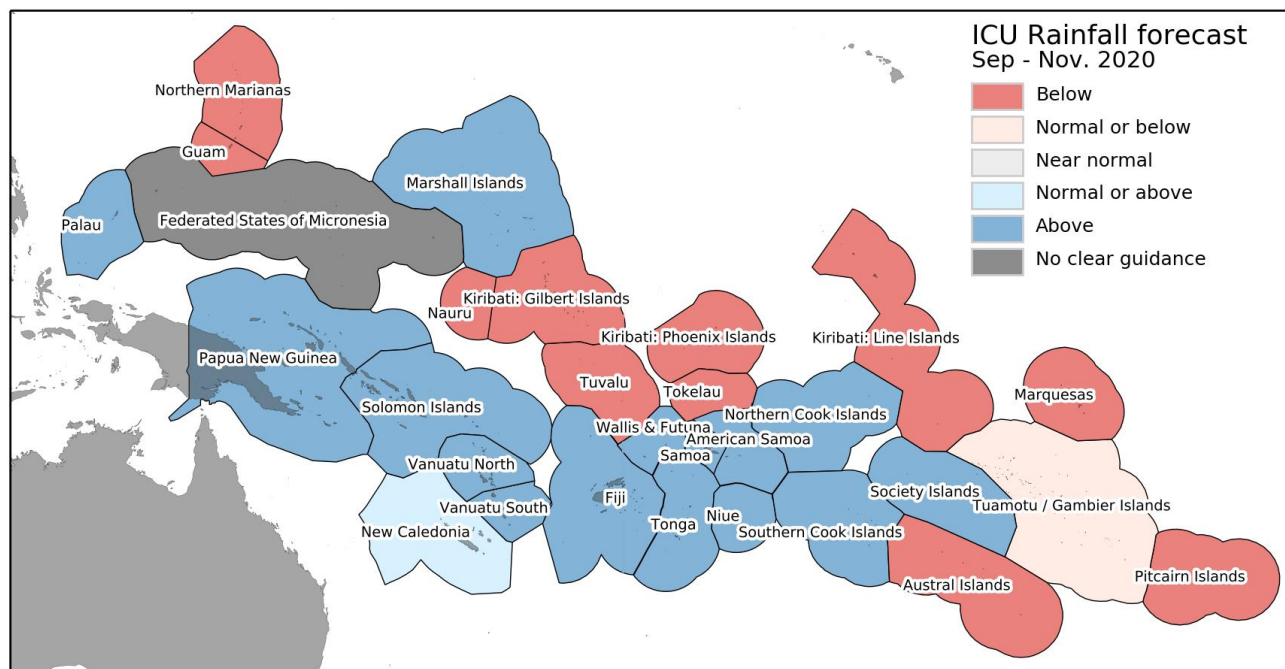 ICU Rainfall forecast
Sep - Nov. 2020
Below
Normal or below
Near normal
Normal or above
Above
No clear guidance
Northern Marianas
Guam
Marshall Islands
Federated States of Micronesia
Palau
Nauru
Kiribati: Gilbert Islands
Kiribati: Phoenix Islands
Kiribati: Line Islands
Papua New Guinea
Tuvalu
Tokelau
Marquesas
Solomon Islands
Northern Cook Islands
Wallis & Futuna
American Samoa
Samoa
Vanuatu North
Society Islands
Fiji
Vanuatu South
Tuamotu / Gambier Islands
Niue
Tonga
New Caledonia
Southern Cook Islands
Austral Islands
Pitcairn Islands